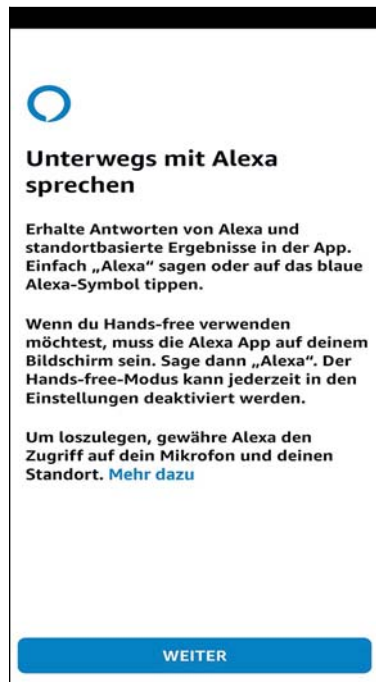 Unterwegs mit Alexa
sprechen
Erhalte Antworten von Alexa und
standortbasierte Ergebnisse in der App.
Einfach „Alexa“ sagen oder auf das blaue
Alexa-Symbol tippen.
Wenn du Hands-free verwenden
möchtest, muss die Alexa App auf deinem
Bildschirm sein. Sage dann „Alexa“. Der
Hands-free-Modus kann jederzeit in den
Einstellungen deaktiviert werden.
Um loszulegen, gewähre Alexa den
Zugriff auf dein Mikrofon und deinen
Standort. Mehr dazu
WEITER